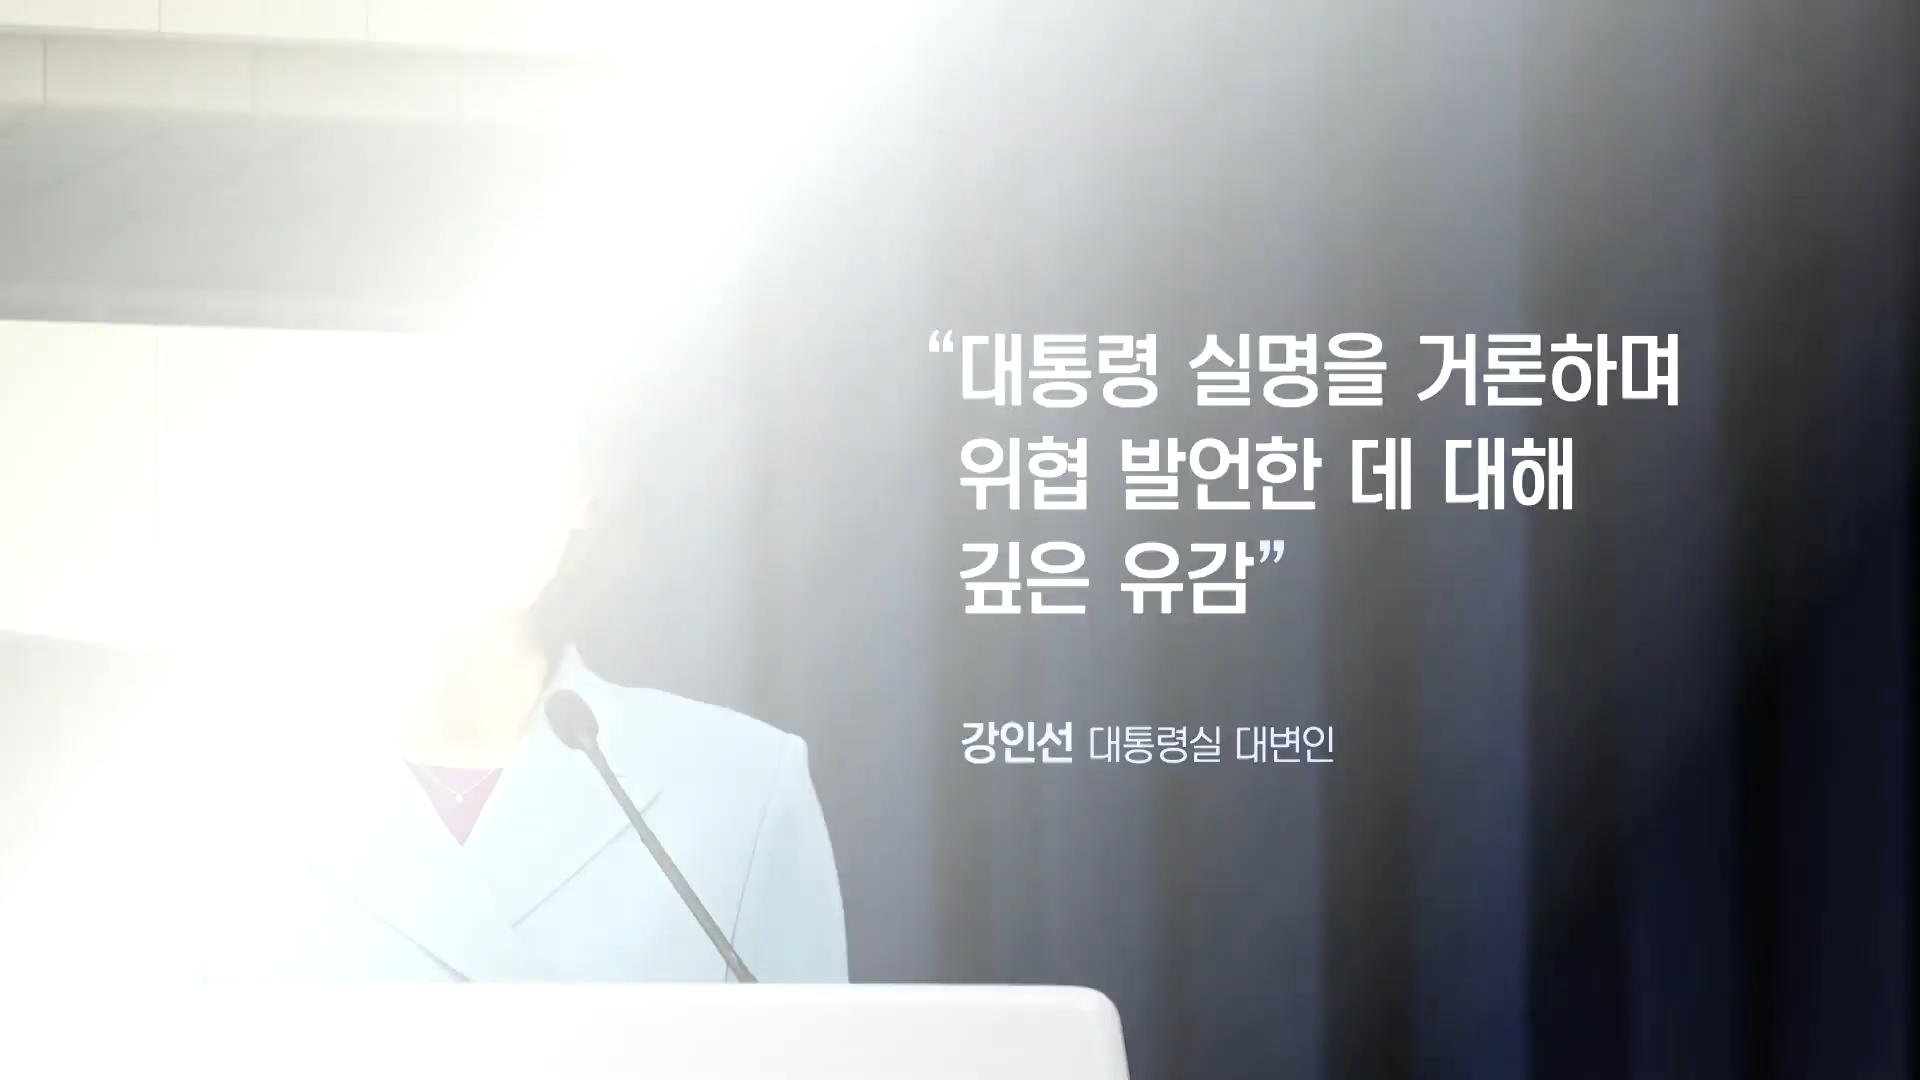 “대통령 실명을 거론하며
위협 발언한 데 대해
깊은 유감”
강인선 대통령실 대변인